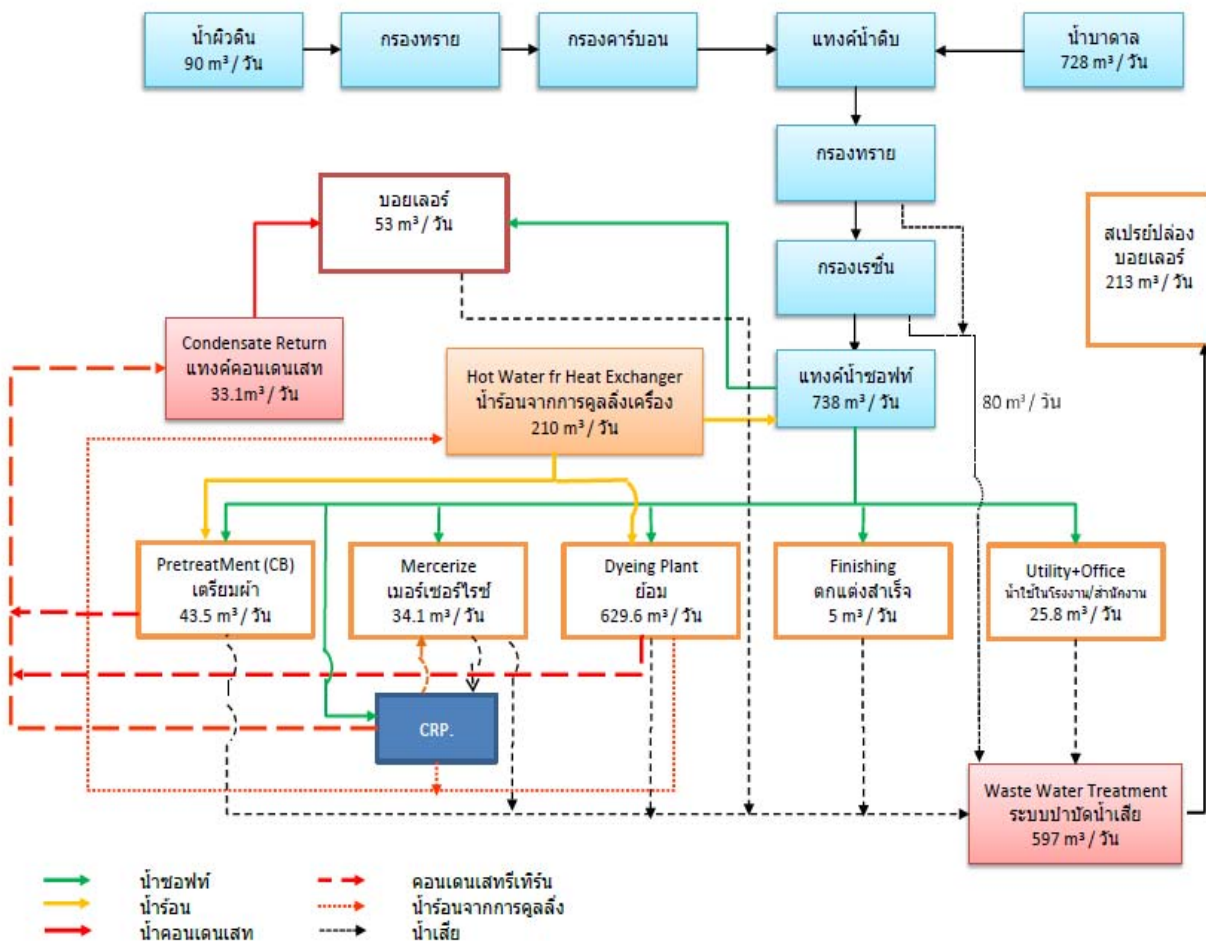 น้ำผิวดิน
90 m³ / วัน
กรองทราย
กรองคาร์บอน
แทงค์น้ำดิบ
น้ำบาดาล
728 m³ / วัน
กรองทราย
บอยเลอร์
53 m³ / วัน
สเปรย์ปล่อง
บอยเลอร์
213 m³ / วัน
กรองเรซิ่น
Condensate Return
แทงค์คอนเดนเสท
33.1m³ / วัน
Hot Water fr Heat Exchanger
น้ำร้อนจากการคูลลิ่งเครื่อง
210 m³ / วัน
แทงค์น้ำซอฟท์
738 m³ / วัน
80 m³ / วัน
PretreatMent (CB)
เตรียมผ้า
43.5 m³ / วัน
Mercerize
เมอร์เซอร์ไรซ์
34.1 m³ / วัน
Dyeing Plant
ย้อม
629.6 m³ / วัน
Finishing
ตกแต่งสำเร็จ
5 m³ / วัน
Utility+Office
น้ำใช้ในโรงงาน/สำนักงาน
25.8 m³ / วัน
CRP.
Waste Water Treatment
ระบบบำบัดน้ำเสีย
597 m³ / วัน
น้ำซอฟท์
น้ำร้อน
น้ำคอนเดนเสท
คอนเดนเสทรีเทิร์น
น้ำร้อนจากการคูลลิ่ง
น้ำเสีย